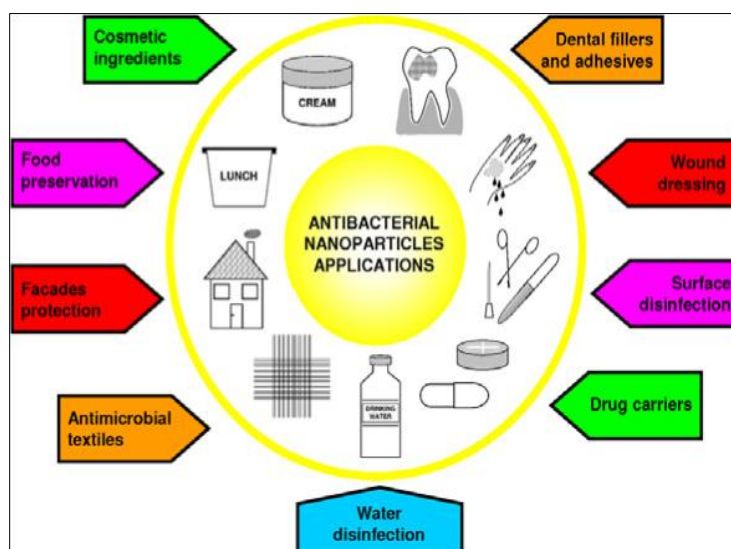 Cosmetic
ingredients
Dental fillers
and adhesives
CREAM
Food
preservation
LUNCH
Wound
dressing
ANTIBACTERIAL
NANOPARTICLES
APPLICATIONS
Facades
protection
Surface
disinfection
Antimicrobial
textiles
DRINKING
WATER
Drug carriers
Water
disinfection